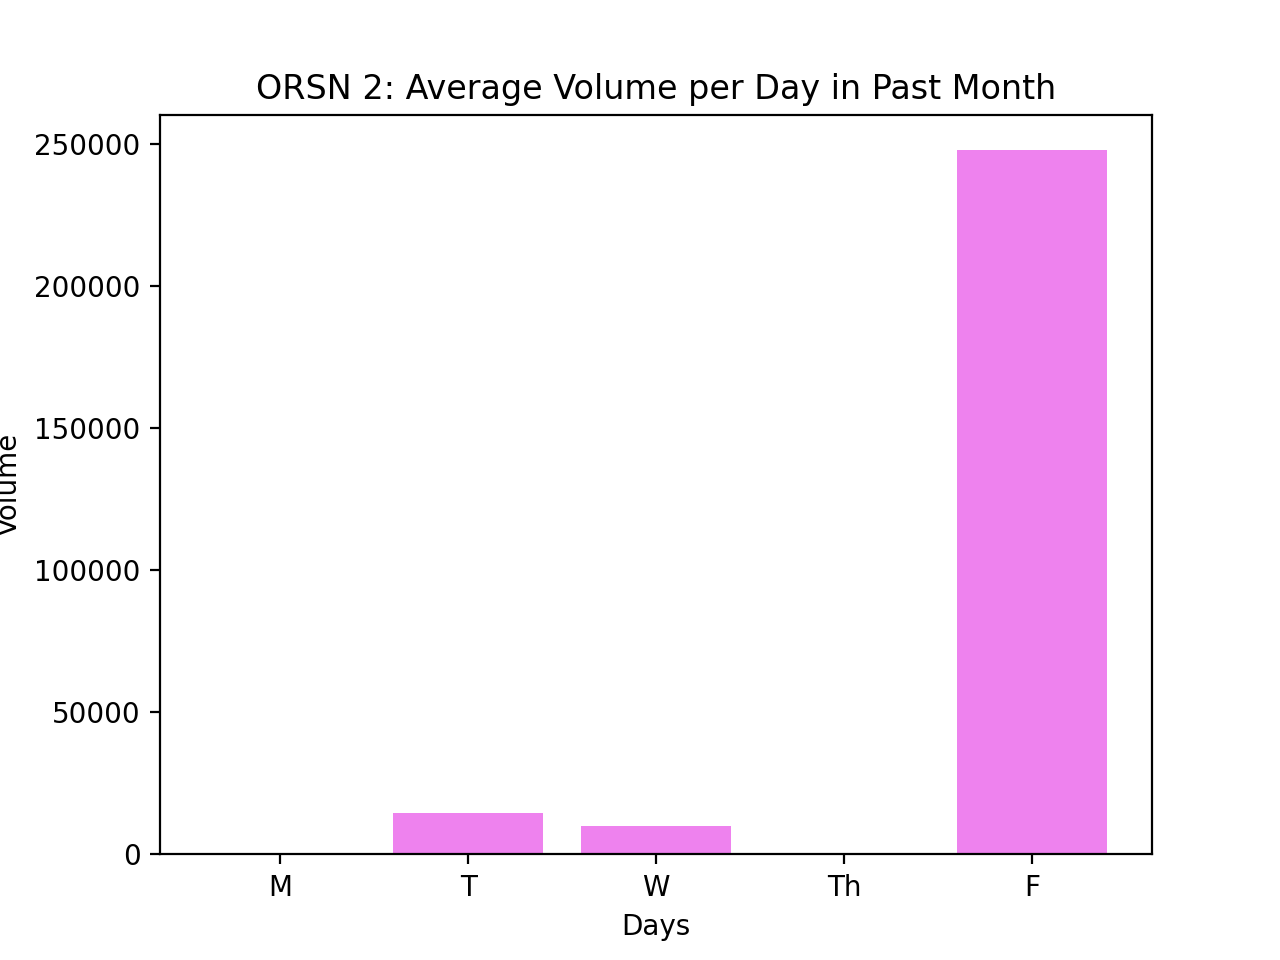 ORSN 2: Average Volume per Day in Past Month
250000
200000
150000
100000
50000
0
Volume
M T W Th F
Days